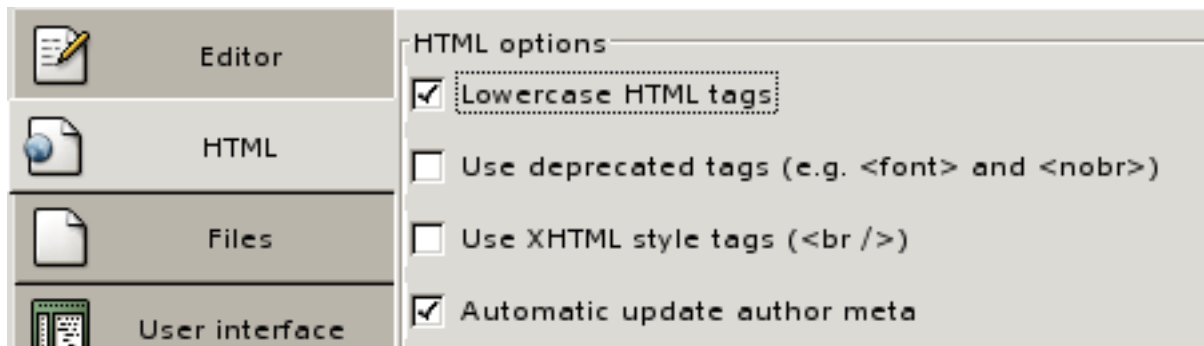 Editor
HTML
Files
User interface
HTML options
Lowercase HTML tags
Use deprecated tags (e.g. <font> and <nobr>)
Use XHTML style tags (<br />)
Automatic update author meta